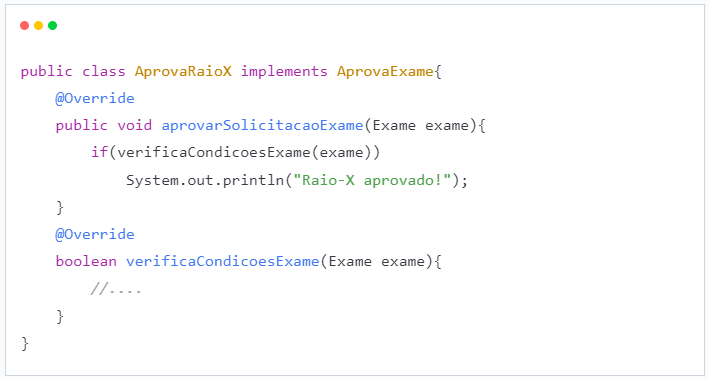 public class AprovaRaioX implements AprovaExame{
    @Override
    public void aprovarSolicitacaoExame(Exame exame){
        if(verificaCondicoesExame(exame))
            System.out.println("Raio-X aprovado!");
    }
    @Override
    boolean verificaCondicoesExame(Exame exame){
        //....
    }
}